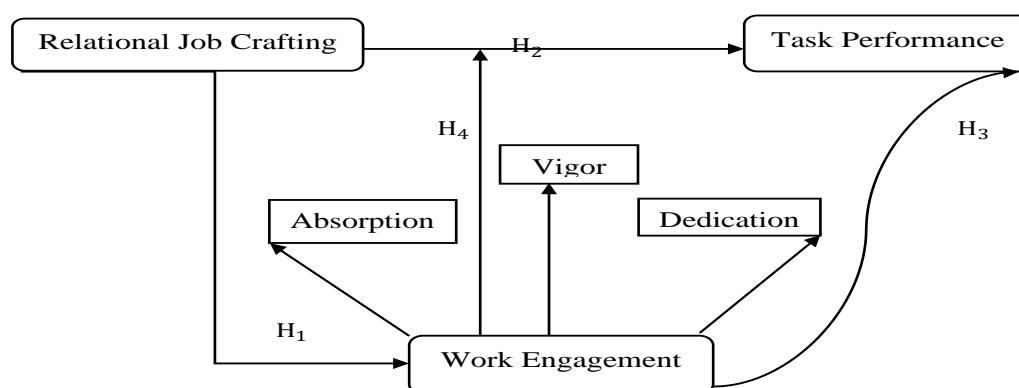 Relational Job Crafting
H₂
Task Performance
H₄
H₃
Vigor
Absorption
Dedication
H₁
Work Engagement